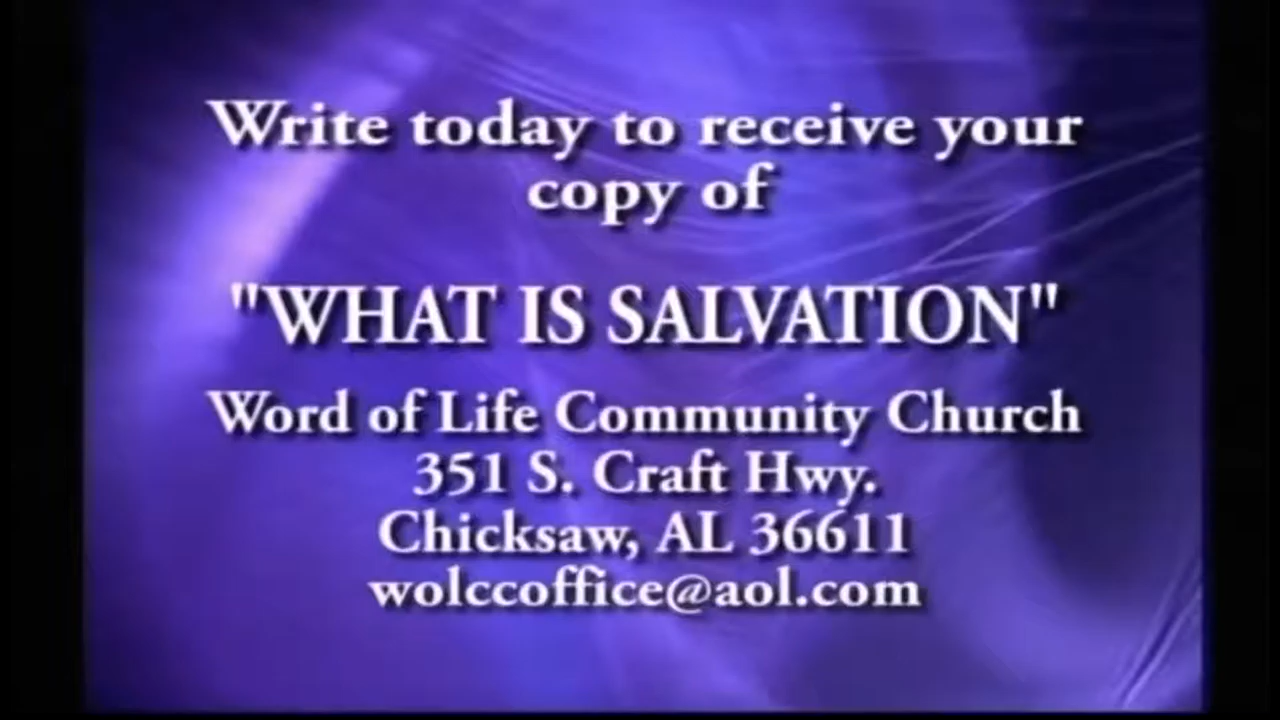 Write today to receive your
copy of
"WHAT IS SALVATION"
Word of Life Community Church
351 S. Craft Hwy.
Chicksaw, AL 36611
wolccoffice@aol.com